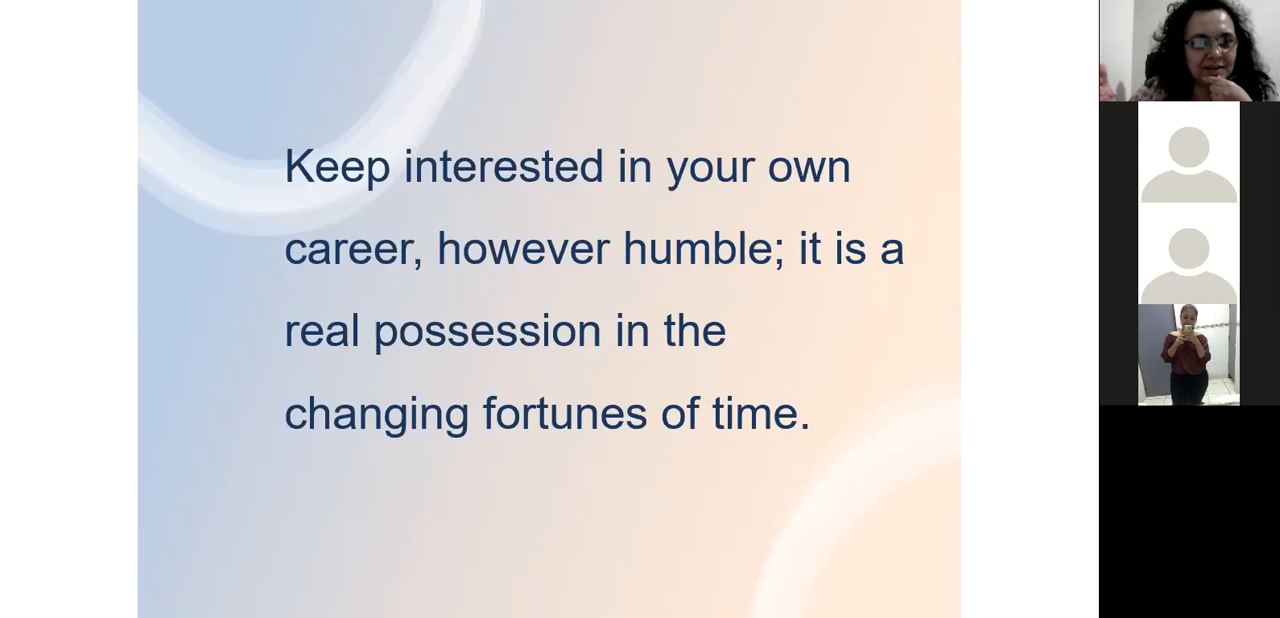 Keep interested in your own
career, however humble; it is a
real possession in the
changing fortunes of time.